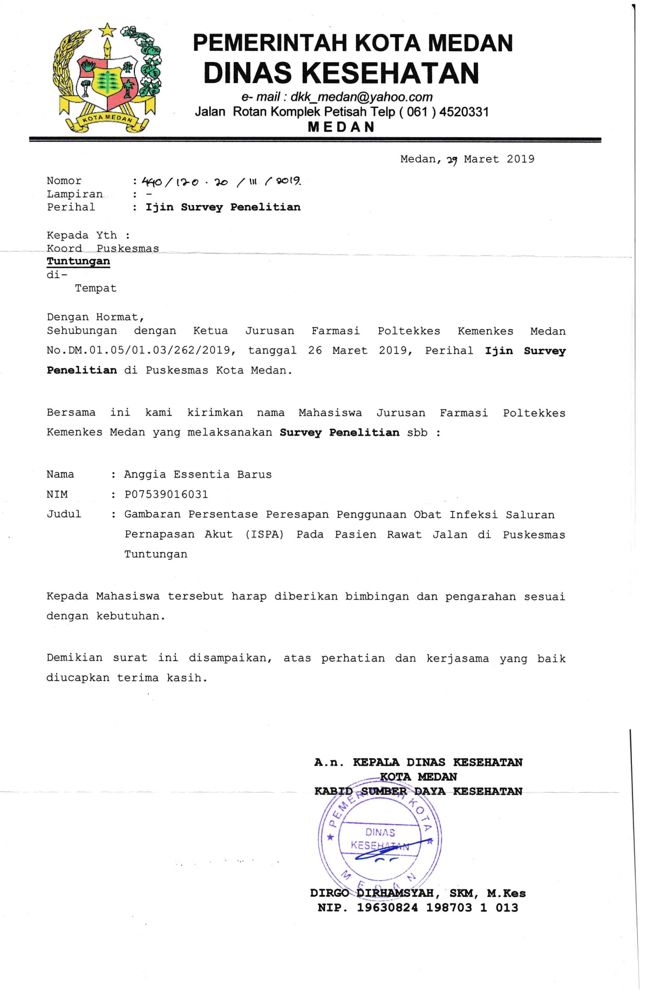 PEMERINTAH KOTA MEDAN
DINAS KESEHATAN
e- mail : dkk_medan@yahoo.com
Jalan Rotan Komplek Petisah Telp ( 061 ) 4520331
M E D A N
KOTA MEDAN
Medan, 29 Maret 2019
Nomor : 440/120.20/III/2019
Lampiran : -
Perihal : Ijin Survey Penelitian
Kepada Yth :
Koord Puskesmas
Tuntungan
di-
Tempat
Dengan Hormat,
Sehubungan dengan Ketua Jurusan Farmasi Poltekkes Kemenkes Medan
No.DM.01.05/01.03/262/2019, tanggal 26 Maret 2019, Perihal Ijin Survey
Penelitian di Puskesmas Kota Medan.
Bersama ini kami kirimkan nama Mahasiswa Jurusan Farmasi Poltekkes
Kemenkes Medan yang melaksanakan Survey Penelitian sbb :
Nama : Anggia Essentia Barus
NIM : P07539016031
Judul : Gambaran Persentase Peresapan Penggunaan Obat Infeksi Saluran
Pernapasan Akut (ISPA) Pada Pasien Rawat Jalan di Puskesmas
Tuntungan
Kepada Mahasiswa tersebut harap diberikan bimbingan dan pengarahan sesuai
dengan kebutuhan.
Demikian surat ini disampaikan, atas perhatian dan kerjasama yang baik
diucapkan terima kasih.
A.n. KEPALA DINAS KESEHATAN
KOTA MEDAN
KABID SUMBER DAYA KESEHATAN
PEMERINTAH KOTA
DINAS
KESEHATAN
MEDAN
DIRGO DIRHAMSYAH, SKM, M.Kes
NIP. 19630824 198703 1 013